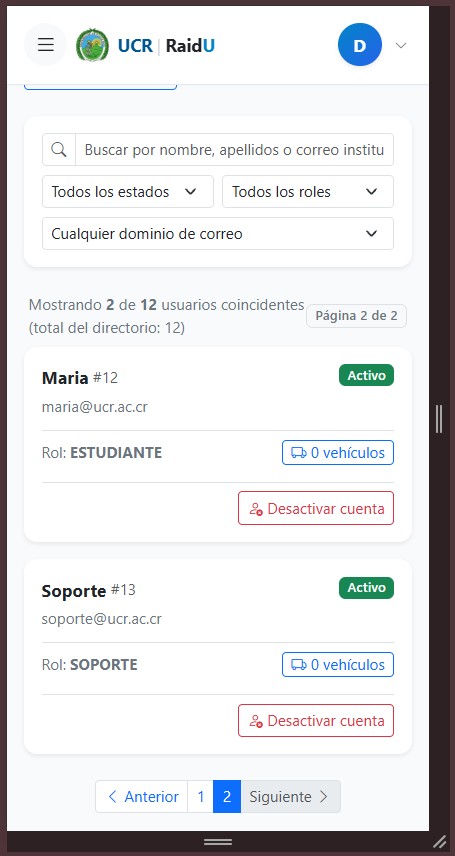 UCR | RaidU
D
Buscar por nombre, apellidos o correo institu
Todos los estados
Todos los roles
Cualquier dominio de correo
Mostrando 2 de 12 usuarios coincidentes
(total del directorio: 12)
Página 2 de 2
Maria #12
Activo
maria@ucr.ac.cr
Rol: ESTUDIANTE
0 vehículos
Desactivar cuenta
Soporte #13
Activo
soporte@ucr.ac.cr
Rol: SOPORTE
0 vehículos
Desactivar cuenta
Anterior 1 2 Siguiente